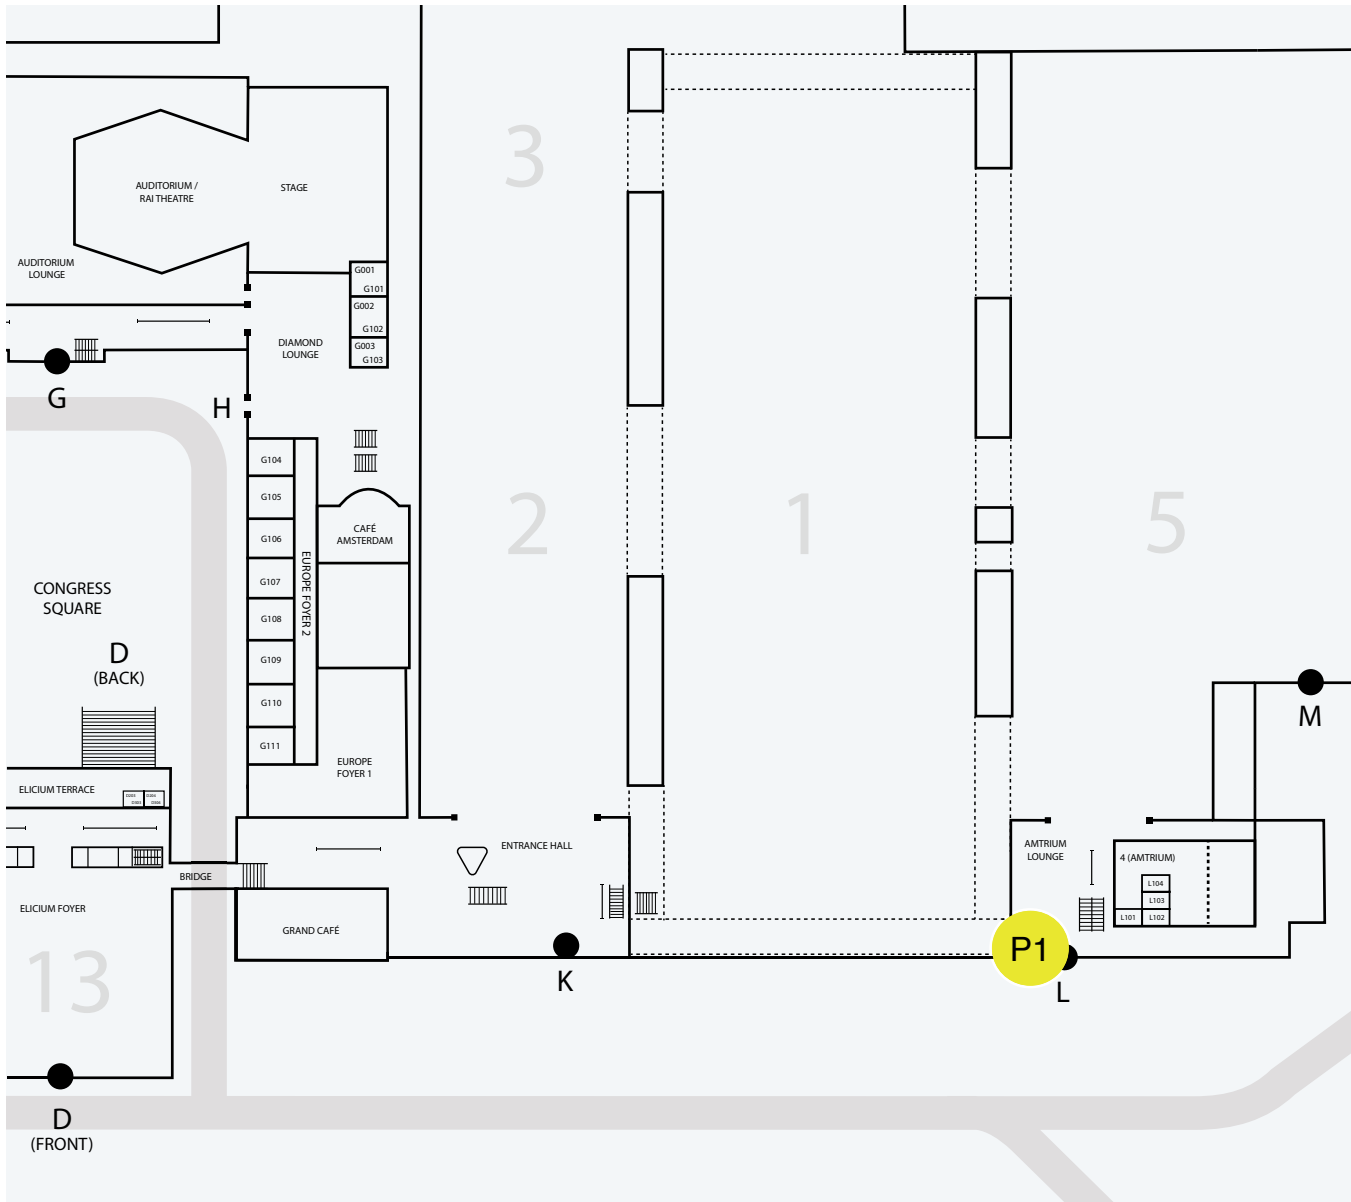 3
AUDITORIUM /
RAI THEATRE
STAGE
AUDITORIUM
LOUNGE
G001
G101
G002
G102
G003
G103
DIAMOND
LOUNGE
G
H
G104
G105
G106
G107
G108
G109
G110
G111
EUROPE FOYER 2
CAFÉ
AMSTERDAM
2
1
5
CONGRESS
SQUARE
D
(BACK)
M
EUROPE
FOYER 1
ELICIUM TERRACE
ENTRANCE HALL
AMTRIUM
LOUNGE
4 (AMTRIUM)
L104
L103
L101
L102
BRIDGE
ELICIUM FOYER
GRAND CAFÉ
13
K
P1
L
D
(FRONT)